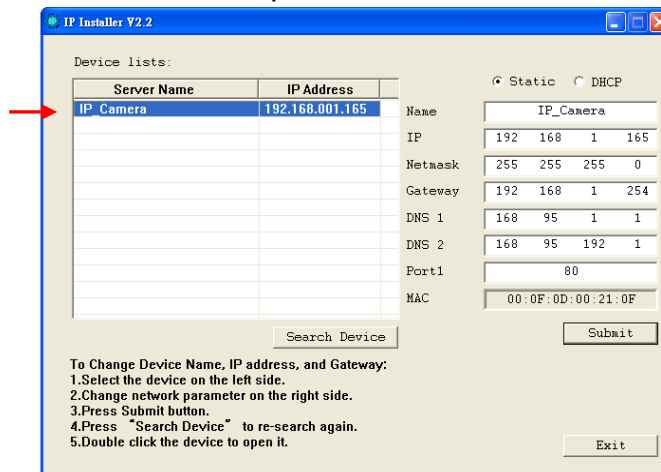 IP Installer V2.2
Device lists:
Server Name IP Address
IP_Camera 192.168.001.165
Static DHCP
Name IP_Camera
IP 192 168 1 165
Netmask 255 255 255 0
Gateway 192 168 1 254
DNS 1 168 95 1 1
DNS 2 168 95 192 1
Port1 80
MAC 00:0F:0D:00:21:0F
Search Device
Submit
To Change Device Name, IP address, and Gateway:
1.Select the device on the left side.
2.Change network parameter on the right side.
3.Press Submit button.
4.Press “Search Device” to re-search again.
5.Double click the device to open it.
Exit